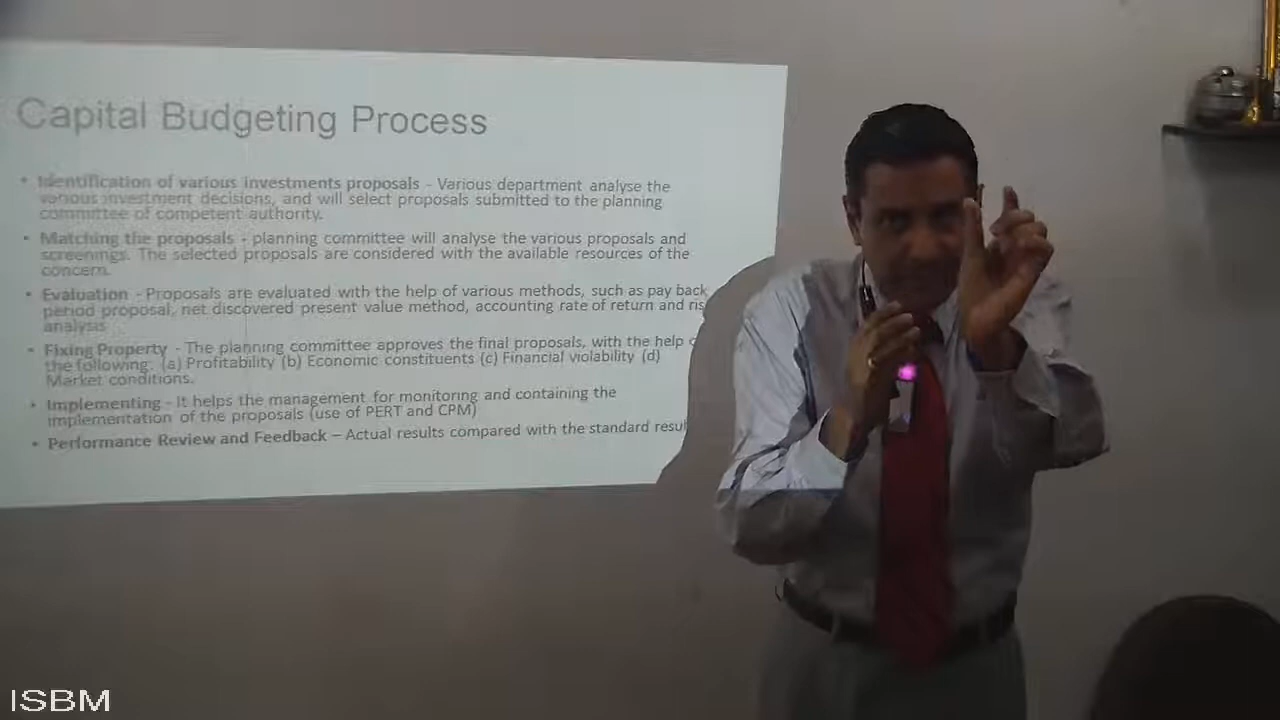 Capital Budgeting Process
• Identification of various investments proposals - Various department analyse the
various investment decisions, and will select proposals submitted to the planning
committee of competent authority.
• Matching the proposals - planning committee will analyse the various proposals and
screenings. The selected proposals are considered with the available resources of the
concern.
• Evaluation - Proposals are evaluated with the help of various methods, such as pay back
period proposal, net discovered present value method, accounting rate of return and ris
analysis
• Fixing Property - The planning committee approves the final proposals, with the help
the following: (a) Profitability (b) Economic constituents (c) Financial violability (d)
Market conditions.
• Implementing - It helps the management for monitoring and containing the
implementation of the proposals (use of PERT and CPM)
• Performance Review and Feedback – Actual results compared with the standard resul
ISBM